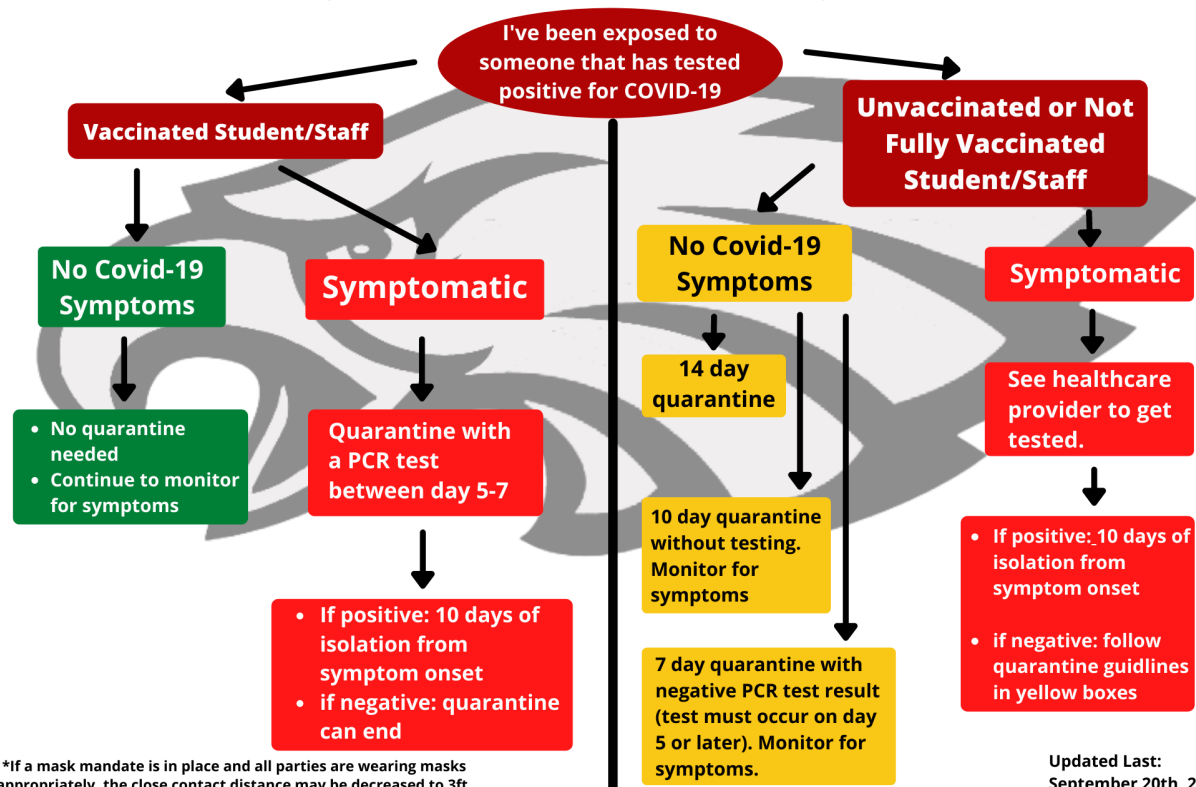 I've been exposed to
someone that has tested
positive for COVID-19
Vaccinated Student/Staff
No Covid-19
Symptoms
• No quarantine
needed
• Continue to monitor
for symptoms
Symptomatic
Quarantine with
a PCR test
between day 5-7
• If positive: 10 days of
isolation from
symptom onset
• if negative: quarantine
can end
Unvaccinated or Not
Fully Vaccinated
Student/Staff
No Covid-19
Symptoms
14 day
quarantine
10 day quarantine
without testing.
Monitor for
symptoms
7 day quarantine with
negative PCR test result
(test must occur on day
5 or later). Monitor for
symptoms.
Symptomatic
See healthcare
provider to get
tested.
• If positive: 10 days of
isolation from
symptom onset
• if negative: follow
quarantine guidlines
in yellow boxes
*If a mask mandate is in place and all parties are wearing masks
appropriately, the close contact distance may be decreased to 3ft
Updated Last:
September 20th, 2